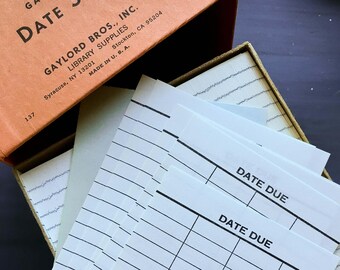 DATE S
GAYLORD BROS., INC.
LIBRARY SUPPLIES
Syracuse, NY 13201 Stockton, CA 95204
MADE IN U.S.A.
137
DATE DUE
DATE DUE